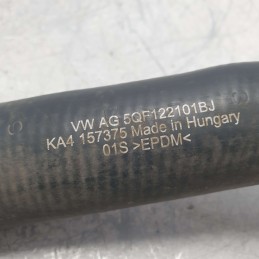 VW AG 5QF122101BJ
KA4 157375 Made in Hungary
01S >EPDM<